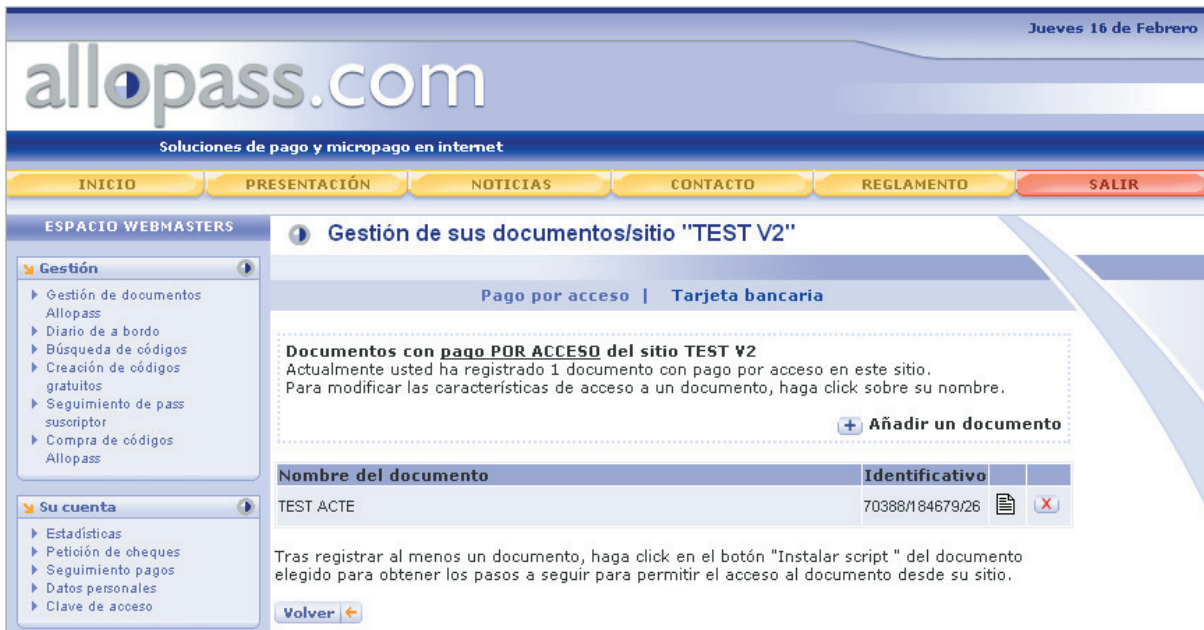 Jueves 16 de Febrero
allopass.com
Soluciones de pago y micropago en internet
INICIO
PRESENTACIÓN
NOTICIAS
CONTACTO
REGLAMENTO
SALIR
ESPACIO WEBMASTERS
Gestión
Gestión de documentos
Allopass
Diario de a bordo
Búsqueda de códigos
Creación de códigos
gratuitos
Seguimiento de pass
suscriptor
Compra de códigos
Allopass
Su cuenta
Estadísticas
Petición de cheques
Seguimiento pagos
Datos personales
Clave de acceso
Gestión de sus documentos/sitio "TEST V2"
Pago por acceso | Tarjeta bancaria
Documentos con pago POR ACCESO del sitio TEST V2
Actualmente usted ha registrado 1 documento con pago por acceso en este sitio.
Para modificar las características de acceso a un documento, haga click sobre su nombre.
+ Añadir un documento
Nombre del documento Identificativo
TEST ACTE 70388/184679/26 X
Tras registrar al menos un documento, haga click en el botón "Instalar script " del documento
elegido para obtener los pasos a seguir para permitir el acceso al documento desde su sitio.
Volver